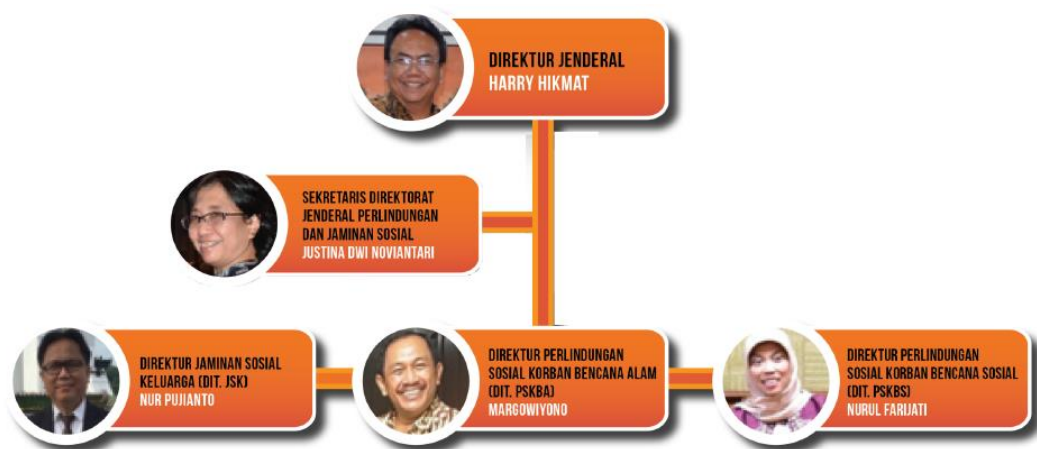 DIREKTUR JENDERAL
HARRY HIKMAT
SEKRETARIS DIREKTORAT
JENDERAL PERLINDUNGAN
DAN JAMINAN SOSIAL
JUSTINA DWI NOVIANTARI
DIREKTUR JAMINAN SOSIAL
KELUARGA (DIT. JSK)
NUR PUJIANTO
DIREKTUR PERLINDUNGAN
SOSIAL KORBAN BENCANA ALAM
(DIT. PSKBA)
MARGOWIYONO
DIREKTUR PERLINDUNGAN
SOSIAL KORBAN BENCANA SOSIAL
(DIT. PSKBS)
NURUL FARIJATI